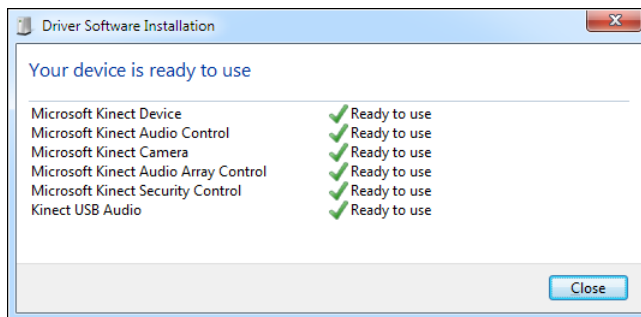 Driver Software Installation
Your device is ready to use
Microsoft Kinect Device Ready to use
Microsoft Kinect Audio Control Ready to use
Microsoft Kinect Camera Ready to use
Microsoft Kinect Audio Array Control Ready to use
Microsoft Kinect Security Control Ready to use
Kinect USB Audio Ready to use
Close